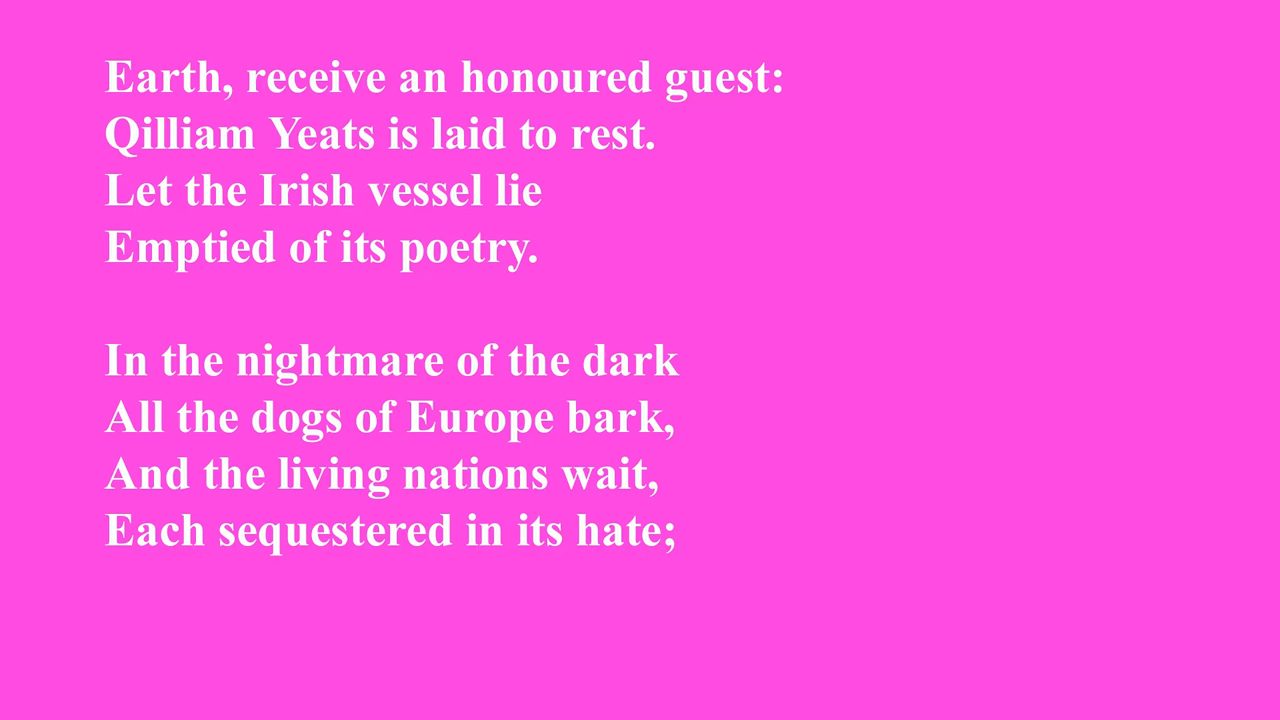 Earth, receive an honoured guest:
Qilliam Yeats is laid to rest.
Let the Irish vessel lie
Emptied of its poetry.

In the nightmare of the dark
All the dogs of Europe bark,
And the living nations wait,
Each sequestered in its hate;